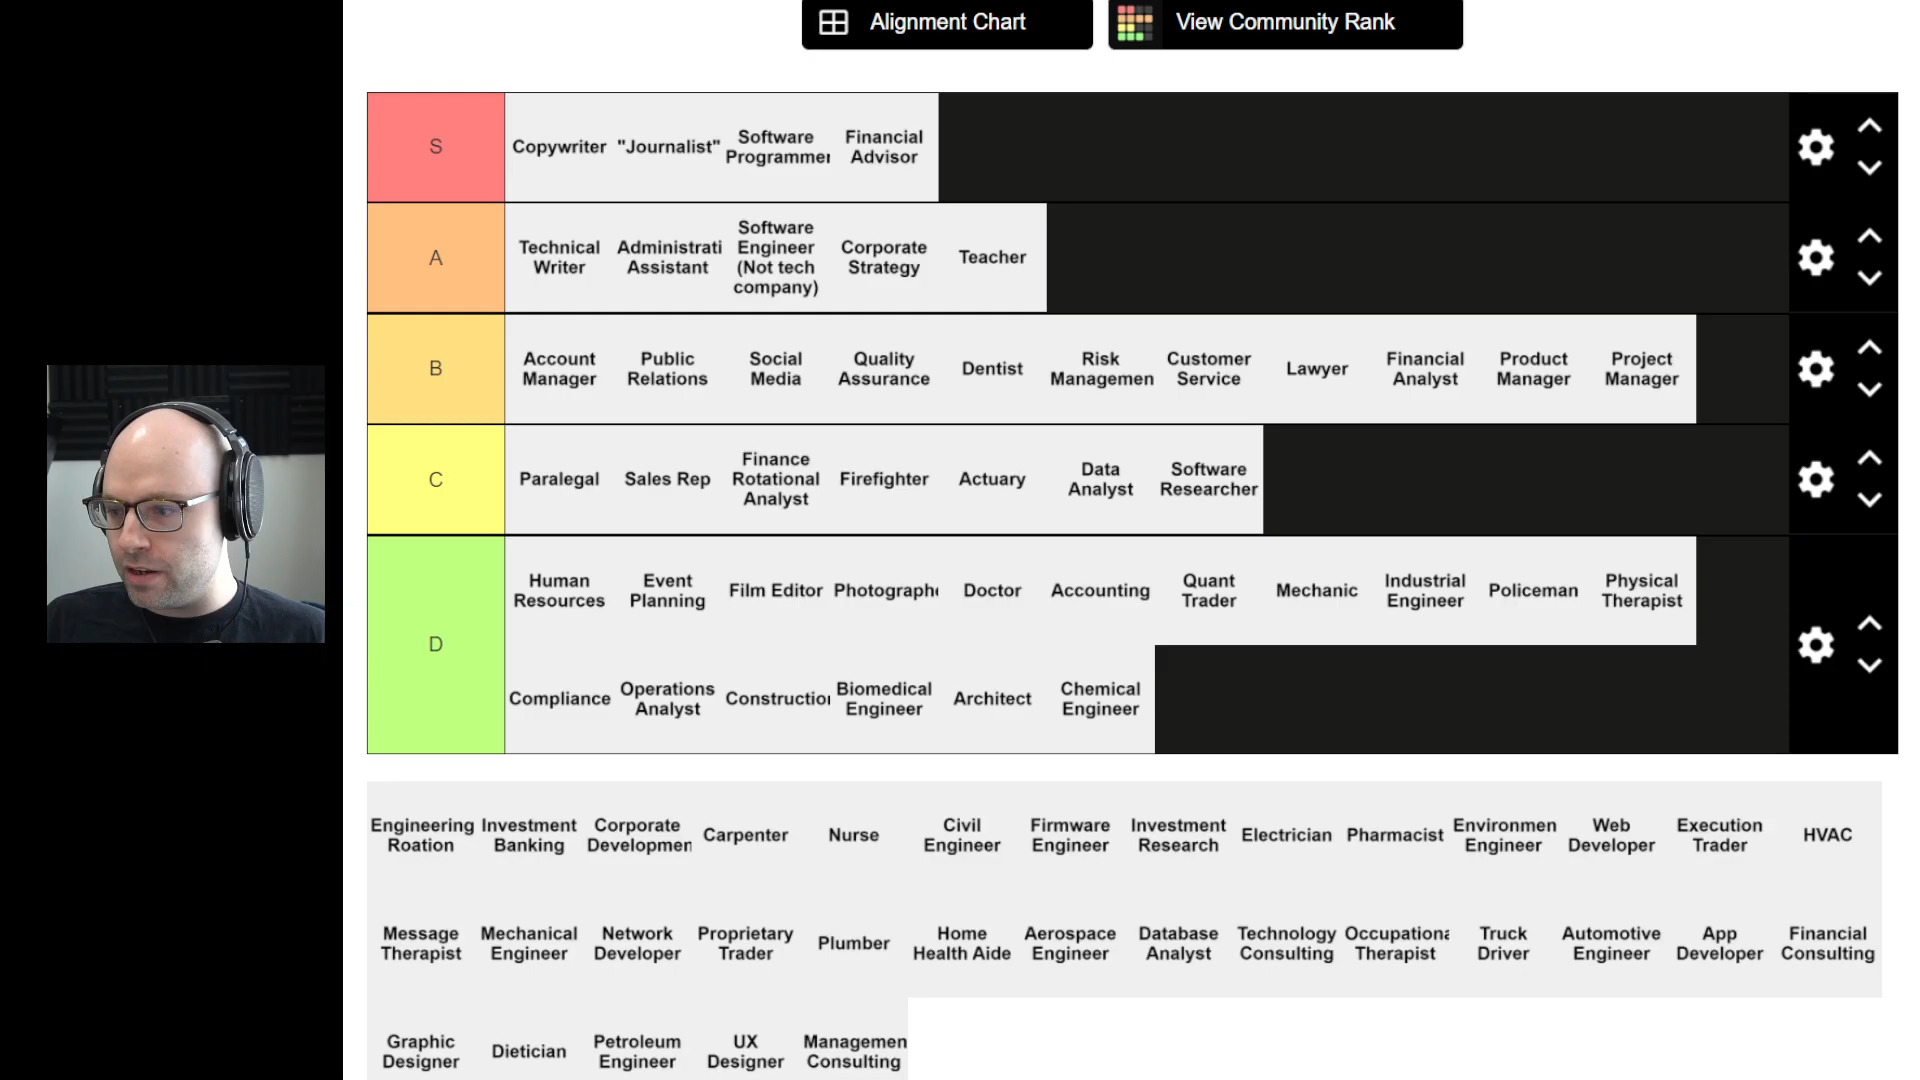 Alignment Chart
View Community Rank
S
Copywriter
"Journalist"
Software
Programmer
Financial
Advisor
A
Technical
Writer
Administrati
Assistant
Software
Engineer
(Not tech
company)
Corporate
Strategy
Teacher
B
Account
Manager
Public
Relations
Social
Media
Quality
Assurance
Dentist
Risk
Managemen
Customer
Service
Lawyer
Financial
Analyst
Product
Manager
Project
Manager
C
Paralegal
Sales Rep
Finance
Rotational
Analyst
Firefighter
Actuary
Data
Analyst
Software
Researcher
D
Human
Resources
Event
Planning
Film Editor
Photographe
Doctor
Accounting
Quant
Trader
Mechanic
Industrial
Engineer
Policeman
Physical
Therapist
Compliance
Operations
Analyst
Construction
Biomedical
Engineer
Architect
Chemical
Engineer
Engineering
Roation
Investment
Banking
Corporate
Developmen
Carpenter
Nurse
Civil
Engineer
Firmware
Engineer
Investment
Research
Electrician
Pharmacist
Environmen
Engineer
Web
Developer
Execution
Trader
HVAC
Message
Therapist
Mechanical
Engineer
Network
Developer
Proprietary
Trader
Plumber
Home
Health Aide
Aerospace
Engineer
Database
Analyst
Technology
Consulting
Occupationa
Therapist
Truck
Driver
Automotive
Engineer
App
Developer
Financial
Consulting
Graphic
Designer
Dietician
Petroleum
Engineer
UX
Designer
Managemen
Consulting